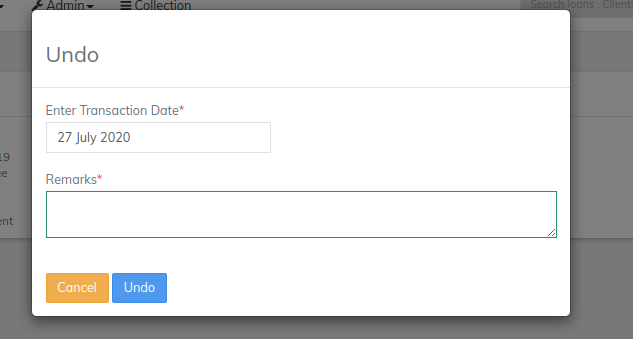 Admin
Collection
Search loans , Clients
Undo
Enter Transaction Date*
27 July 2020
Remarks*
19
ee
ent
Cancel
Undo